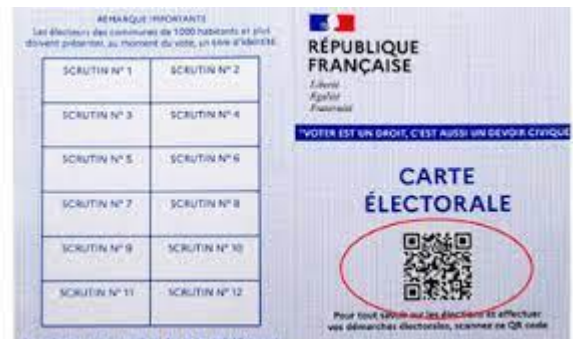 REMARQUE IMPORTANTE
Les électeurs des communes de 1000 habitants et plus
doivent présenter, au moment du vote, un titre d'identité.
SCRUTIN N° 1 SCRUTIN N° 2
SCRUTIN N° 3 SCRUTIN N° 4
SCRUTIN N° 5 SCRUTIN N° 6
SCRUTIN N° 7 SCRUTIN N° 8
SCRUTIN N° 9 SCRUTIN N° 10
SCRUTIN N° 11 SCRUTIN N° 12
RÉPUBLIQUE
FRANÇAISE
Liberté
Égalité
Fraternité
"VOTER EST UN DROIT, C'EST AUSSI UN DEVOIR CIVIQUE
CARTE
ÉLECTORALE
Pour tout savoir sur les élections et effectuer
vos démarches électorales, scannez ce QR code